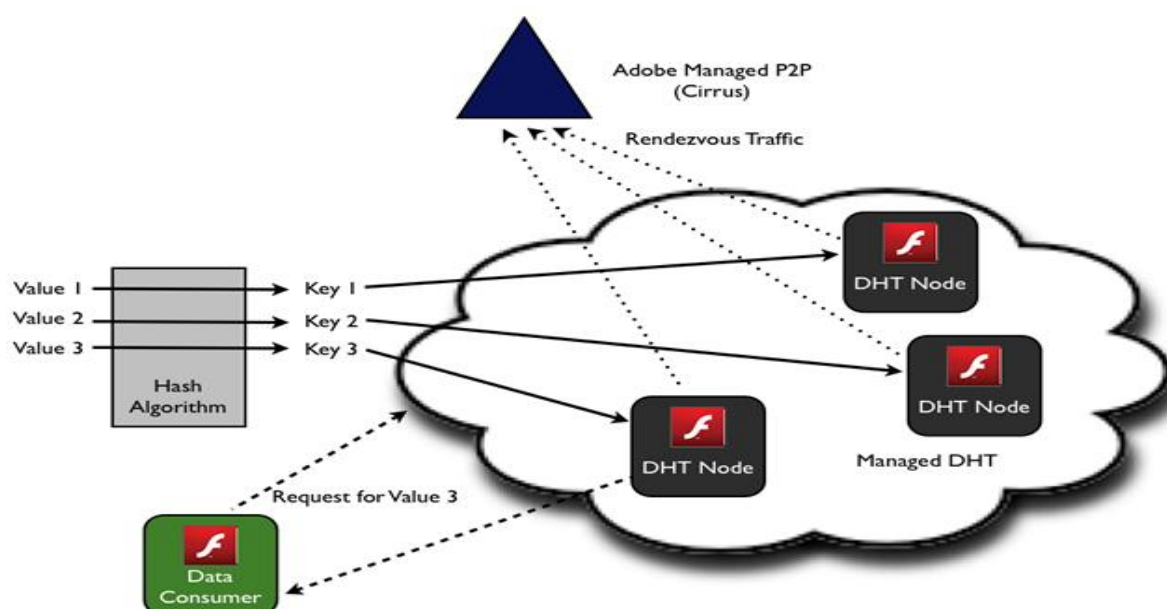 Adobe Managed P2P
(Cirrus)
Rendezvous Traffic
DHT Node
Value 1
Key 1
Value 2
Key 2
Value 3
Key 3
Hash
Algorithm
DHT Node
DHT Node
Managed DHT
Request for Value 3
Data
Consumer